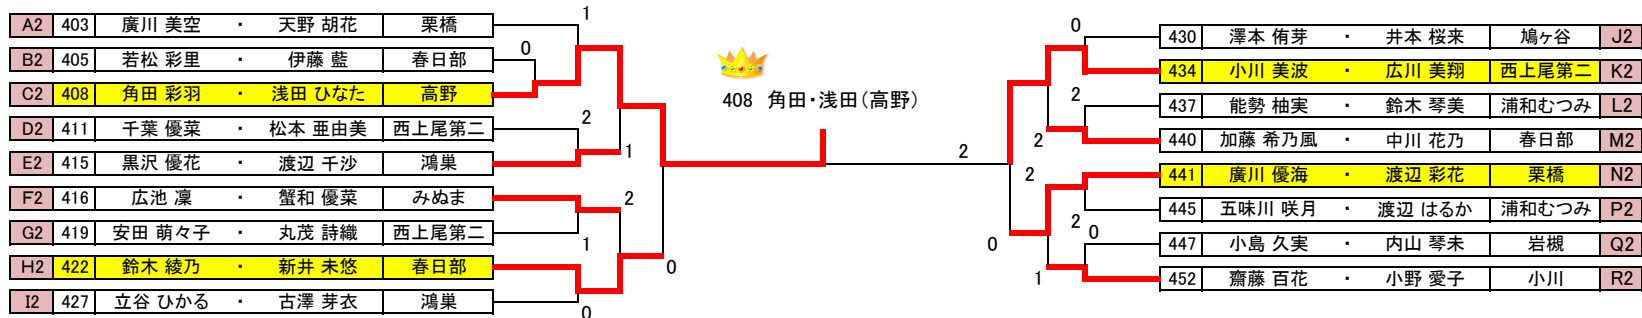 A2 403 廣川 美空 ・ 天野 胡花 栗橋
B2 405 若松 彩里 ・ 伊藤 藍 春日部
C2 408 角田 彩羽 ・ 浅田 ひなた 高野
D2 411 千葉 優菜 ・ 松本 亜由美 西上尾第二
E2 415 黒沢 優花 ・ 渡辺 千沙 鴻巣
F2 416 広池 凜 ・ 蟹和 優菜 みぬま
G2 419 安田 萌々子 ・ 丸茂 詩織 西上尾第二
H2 422 鈴木 綾乃 ・ 新井 未悠 春日部
I2 427 立谷 ひかる ・ 古澤 芽衣 鴻巣
1
0
2
1
2
1
0
0
408 角田・浅田（高野）
2
0
2
2
2
2
0
0
1
430 澤本 侑芽 ・ 井本 桜来 鳩ヶ谷 J2
434 小川 美波 ・ 広川 美翔 西上尾第二 K2
437 能勢 柚実 ・ 鈴木 琴美 浦和むつみ L2
440 加藤 希乃風 ・ 中川 花乃 春日部 M2
441 廣川 優海 ・ 渡辺 彩花 栗橋 N2
445 五味川 咲月 ・ 渡辺 はるか 浦和むつみ P2
447 小島 久実 ・ 内山 琴未 岩槻 Q2
452 齋藤 百花 ・ 小野 愛子 小川 R2